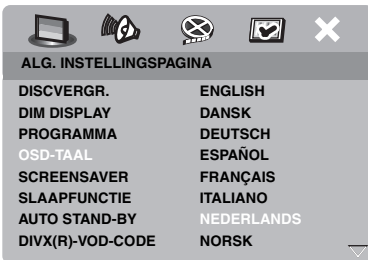 ALG. INSTELLINGSPAGINA
DISCVERGR. ENGLISH
DIM DISPLAY DANSK
PROGRAMMA DEUTSCH
OSD-TAAL ESPAÑOL
SCREENSAVER FRANÇAIS
SLAAPFUNCTIE ITALIANO
AUTO STAND-BY NEDERLANDS
DIVX(R)-VOD-CODE NORSK